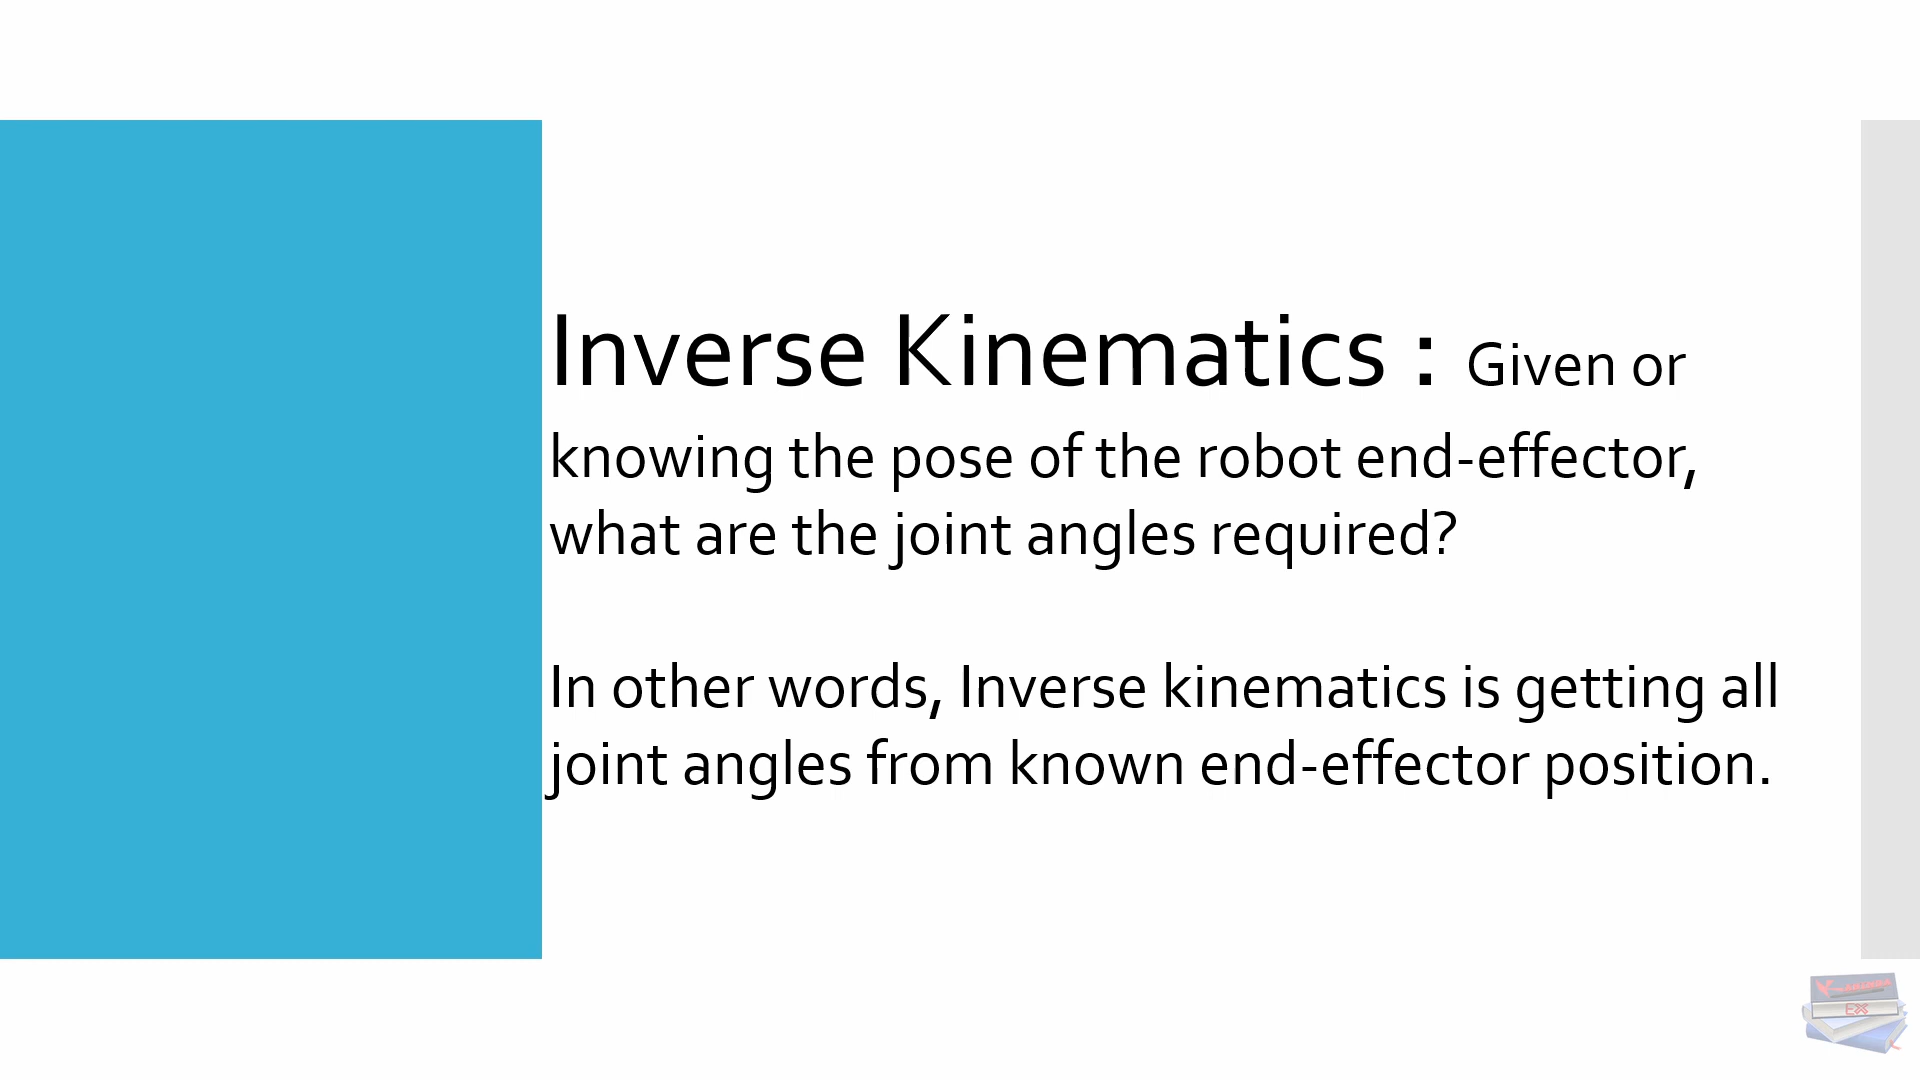 Inverse Kinematics : Given or
knowing the pose of the robot end-effector,
what are the joint angles required?
In other words, Inverse kinematics is getting all
joint angles from known end-effector position.
EX